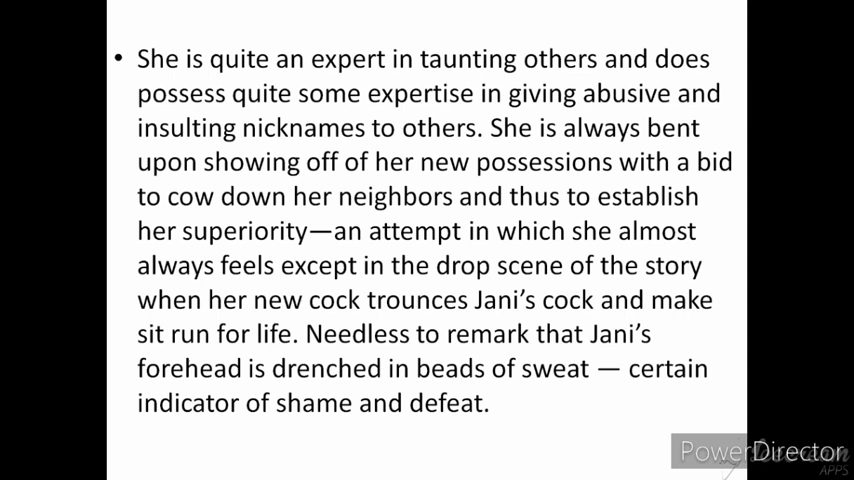 • She is quite an expert in taunting others and does
possess quite some expertise in giving abusive and
insulting nicknames to others. She is always bent
upon showing off of her new possessions with a bid
to cow down her neighbors and thus to establish
her superiority—an attempt in which she almost
always feels except in the drop scene of the story
when her new cock trounces Jani's cock and make
sit run for life. Needless to remark that Jani's
forehead is drenched in beads of sweat — certain
indicator of shame and defeat.
PowerDirector
APPS